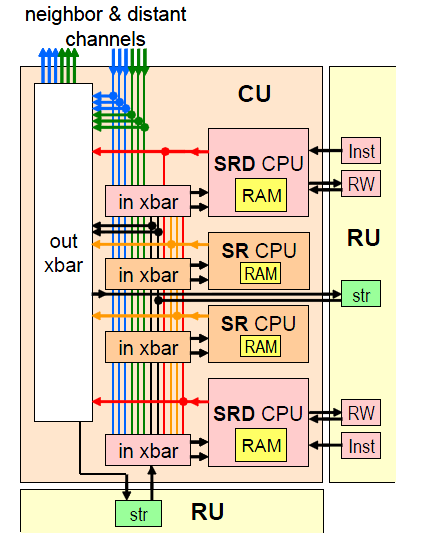 neighbor & distant
channels
CU
SRD CPU
RAM
Inst
RW
in xbar
RU
out
xbar
SR CPU
RAM
in xbar
str
SR CPU
RAM
in xbar
SRD CPU
RAM
RW
Inst
in xbar
str
RU